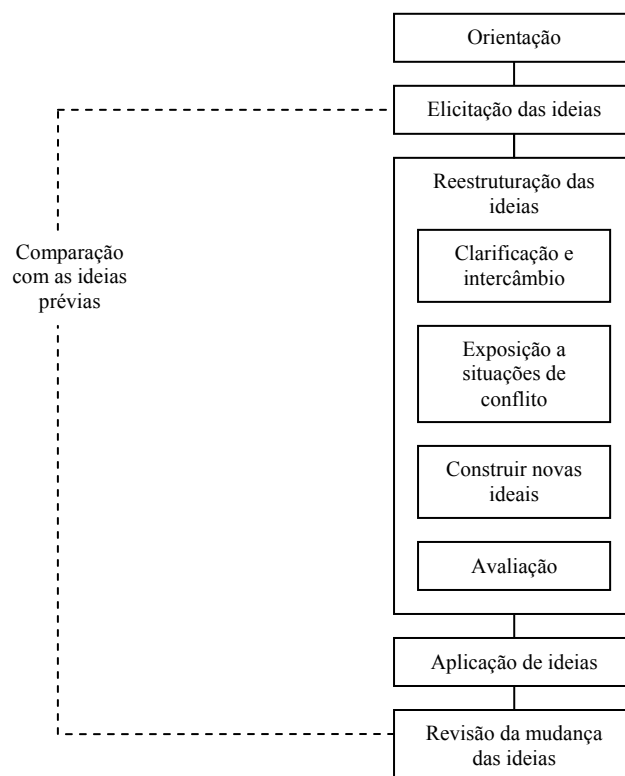 Orientação
Elicitação das ideias
Reestruturação das
ideias
Comparação
com as ideias
prévias
Clarificação e
intercâmbio
Exposição a
situações de
conflito
Construir novas
ideais
Avaliação
Aplicação de ideias
Revisão da mudança
das ideias